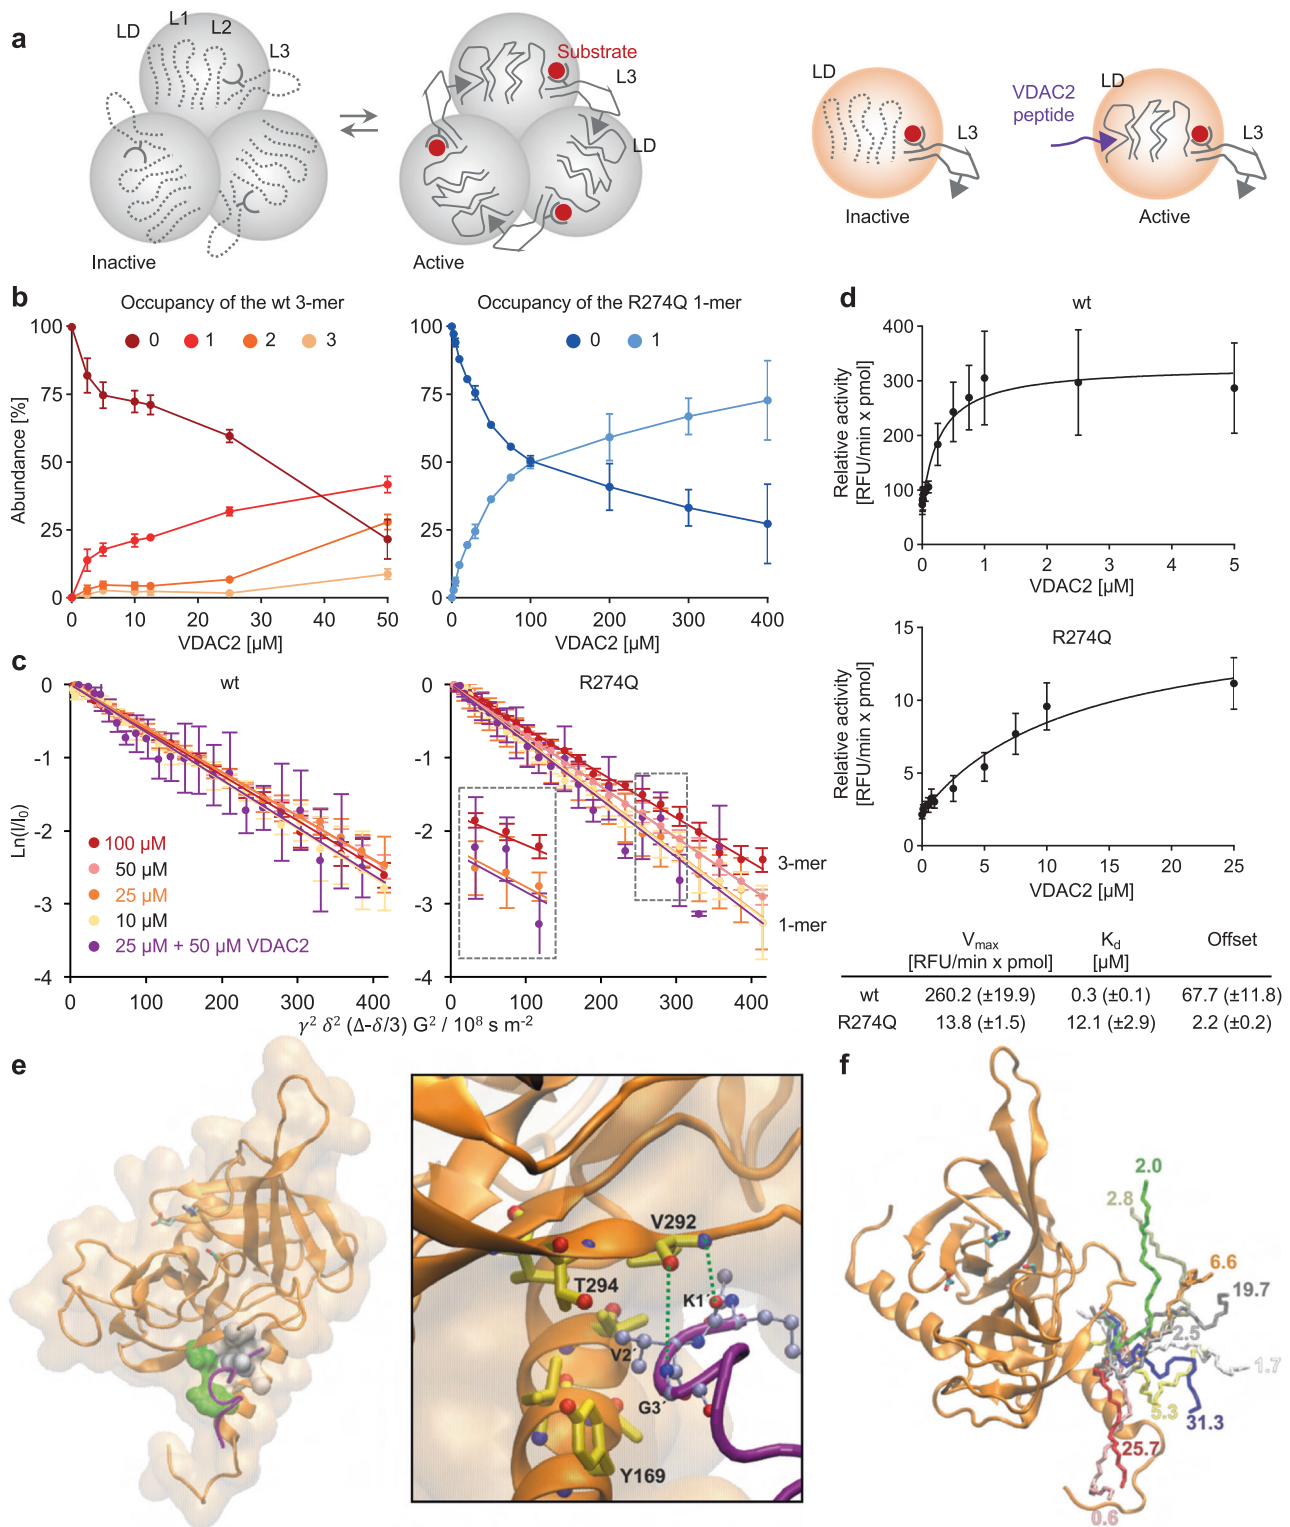 a
LD
L1
L2
L3
Inactive
Substrate
L3
LD
Active
LD
L3
Inactive
VDAC2
peptide
LD
L3
Active
b
Occupancy of the wt 3-mer
0 1 2 3
Abundance [%]
100
75
50
25
0
0 10 20 30 40 50
VDAC2 [µM]
Occupancy of the R274Q 1-mer
0 1
100
75
50
25
0
0 100 200 300 400
VDAC2 [µM]
c
wt
Ln(I/I₀)
0
-1
-2
-3
-4
100 µM
50 µM
25 µM
10 µM
25 µM + 50 µM VDAC2
0 100 200 300 400
R274Q
0
-1
-2
-3
-4
3-mer
1-mer
0 100 200 300 400
γ² δ² (Δ-δ/3) G² / 10⁸ s m⁻²
d
wt
Relative activity
[RFU/min x pmol]
400
300
200
100
0
0 1 2 3 4 5
VDAC2 [µM]
R274Q
Relative activity
[RFU/min x pmol]
15
10
5
0
0 5 10 15 20 25
VDAC2 [µM]
Vmax Kd Offset
[RFU/min x pmol] [µM]
wt 260.2 (±19.9) 0.3 (±0.1) 67.7 (±11.8)
R274Q 13.8 (±1.5) 12.1 (±2.9) 2.2 (±0.2)
e
V292
T294
K1´
V2´
G3´
Y169
f
2.0
2.8
6.6
19.7
2.5
1.7
5.3
31.3
25.7
0.6